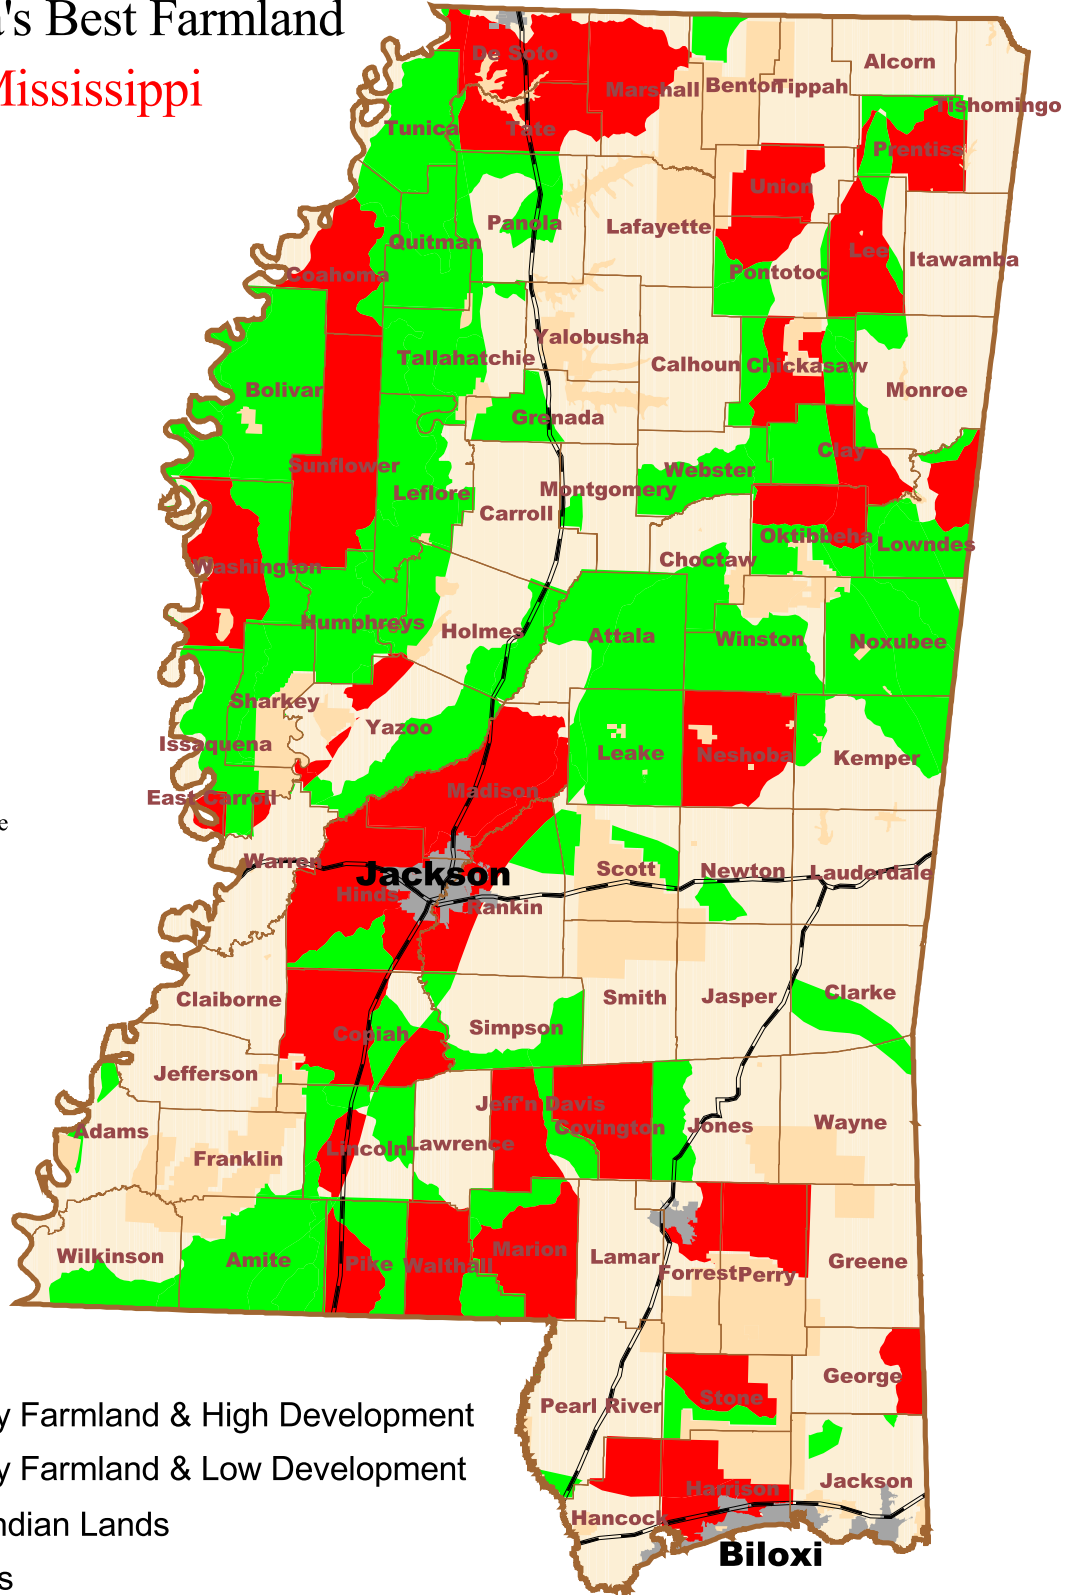 a's Best Farmland
Mississippi
De Soto
Marshall
Benton
Tippah
Alcorn
Tishomingo
Tunica
Tate
Prentiss
Union
Panola
Lafayette
Quitman
Coahoma
Pontotoc
Lee
Itawamba
Yalobusha
Tallahatchie
Calhoun
Chickasaw
Bolivar
Monroe
Grenada
Sunflower
Leflore
Webster
Clay
Montgomery
Carroll
Oktibbeha
Lowndes
Choctaw
Washington
Humphreys
Holmes
Attala
Winston
Noxubee
Sharkey
Yazoo
Issaquena
Leake
Neshoba
Kemper
East Carroll
Madison
e
Warren
Jackson
Scott
Newton
Lauderdale
Hinds
Rankin
Claiborne
Smith
Jasper
Clarke
Copiah
Simpson
Jefferson
Jeff'n Davis
Adams
Covington
Jones
Wayne
Franklin
Lincoln
Lawrence
Wilkinson
Amite
Pike
Walthall
Marion
Lamar
Forrest
Perry
Greene
George
Stone
Pearl River
y Farmland & High Development
y Farmland & Low Development
Jackson
Harrison
Hancock
ndian Lands
Biloxi
s